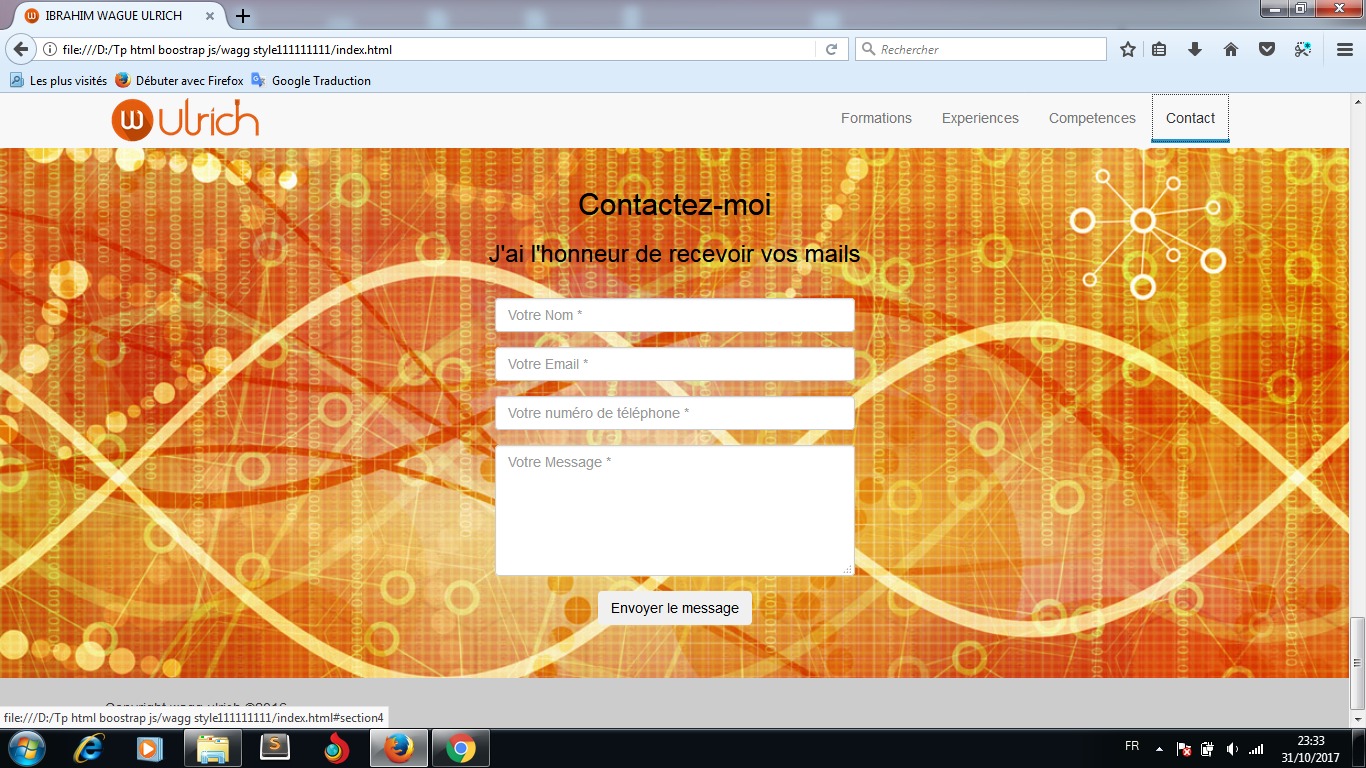 IBRAHIM WAGUE ULRICH
file:///D:/Tp html boostrap js/wagg style111111111/index.html
Rechercher
Les plus visités Débuter avec Firefox Google Traduction
w ulrich
Formations Experiences Competences Contact
Contactez-moi
J'ai l'honneur de recevoir vos mails
Votre Nom *
Votre Email *
Votre numéro de téléphone *
Votre Message *
Envoyer le message
Copyright wagg ulrich ©2016
file:///D:/Tp html boostrap js/wagg style111111111/index.html#section4
FR
23:33
31/10/2017